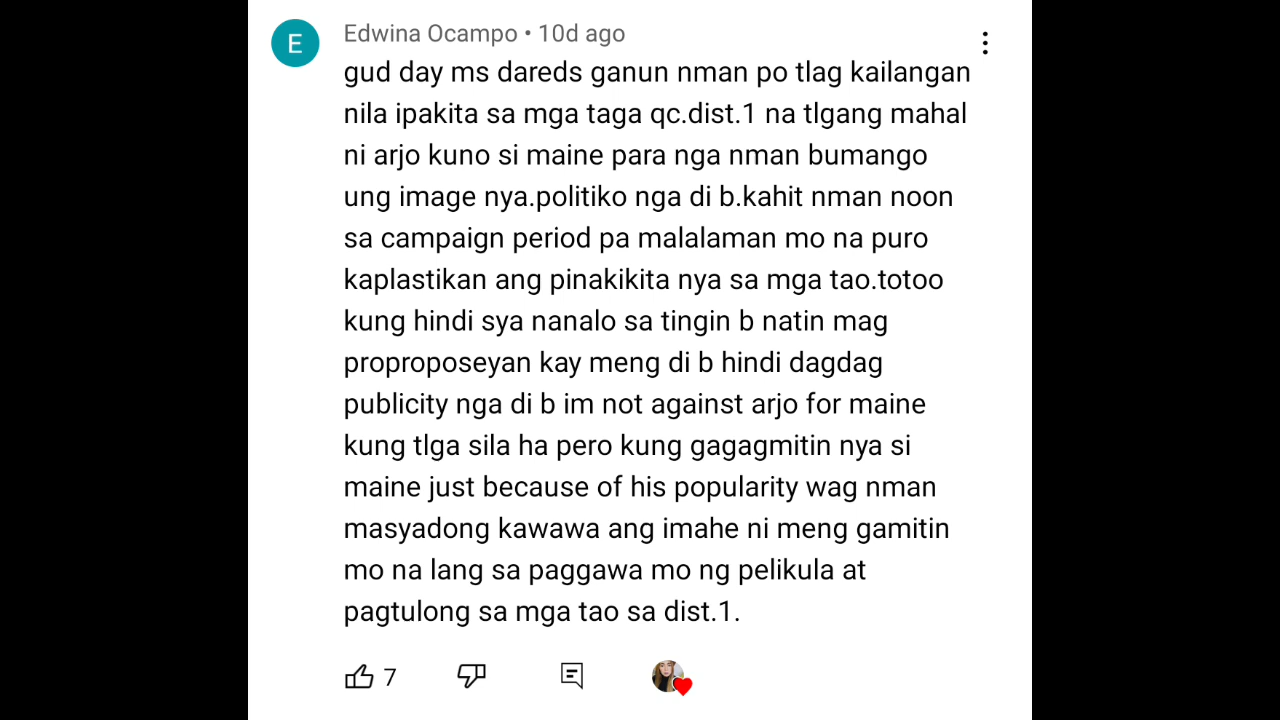 E
Edwina Ocampo • 10d ago
gud day ms dareds ganun nman po tlag kailangan
nila ipakita sa mga taga qc.dist.1 na tlgang mahal
ni arjo kuno si maine para nga nman bumango
ung image nya.politiko nga di b.kahit nman noon
sa campaign period pa malalaman mo na puro
kaplastikan ang pinakikita nya sa mga tao.totoo
kung hindi sya nanalo sa tingin b natin mag
proproposeyan kay meng di b hindi dagdag
publicity nga di b im not against arjo for maine
kung tlga sila ha pero kung gagagmitin nya si
maine just because of his popularity wag nman
masyadong kawawa ang imahe ni meng gamitin
mo na lang sa paggawa mo ng pelikula at
pagtulong sa mga tao sa dist.1.
7